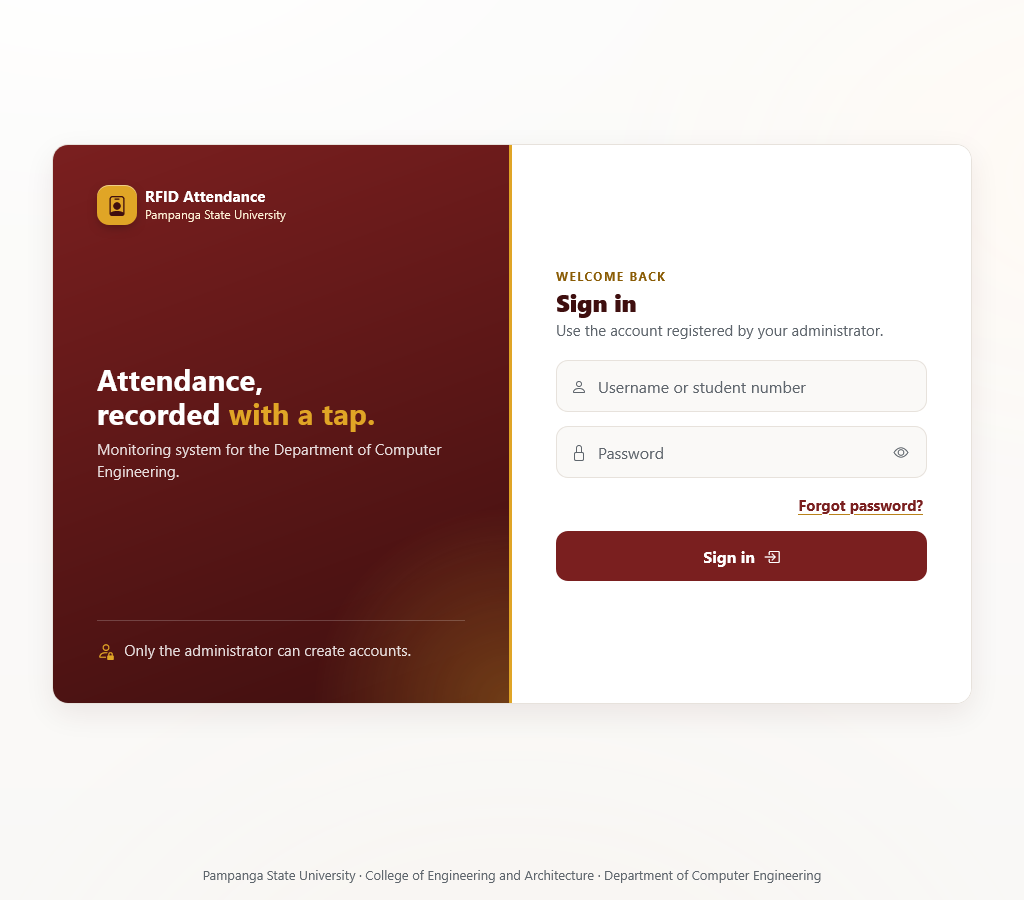 RFID Attendance
Pampanga State University
Attendance,
recorded with a tap.
Monitoring system for the Department of Computer
Engineering.
Only the administrator can create accounts.
WELCOME BACK
Sign in
Use the account registered by your administrator.
Username or student number
Password
Forgot password?
Sign in
Pampanga State University · College of Engineering and Architecture · Department of Computer Engineering